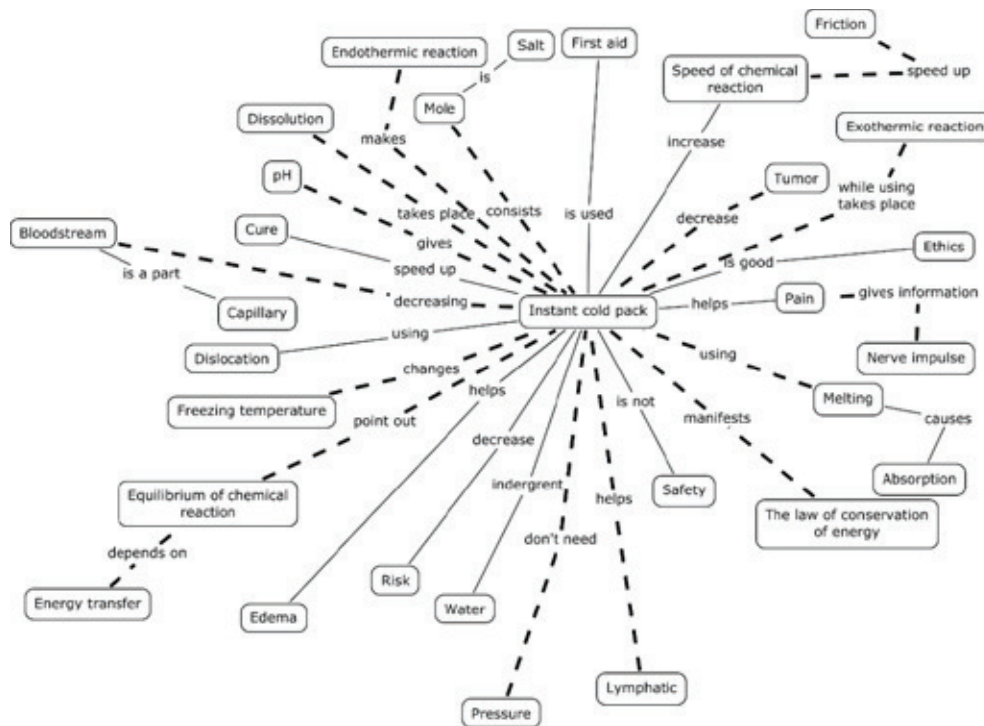 Friction
Endothermic reaction
Salt
First aid
is
Speed of chemical
reaction
speed up
Mole
Dissolution
makes
increase
Exothermic reaction
pH
Tumor
while using
takes place
Cure
takes place
consists
is used
decrease
Bloodstream
gives
Ethics
is a part
speed up
is good
decreasing
Instant cold pack
helps
Pain
gives information
Capillary
using
Dislocation
using
Nerve impulse
changes
helps
is not
Melting
Freezing temperature
point out
manifests
causes
decrease
Absorption
indergrent
helps
Safety
Equilibrium of chemical
reaction
The law of conservation
of energy
don't need
depends on
Risk
Energy transfer
Edema
Water
Lymphatic
Pressure